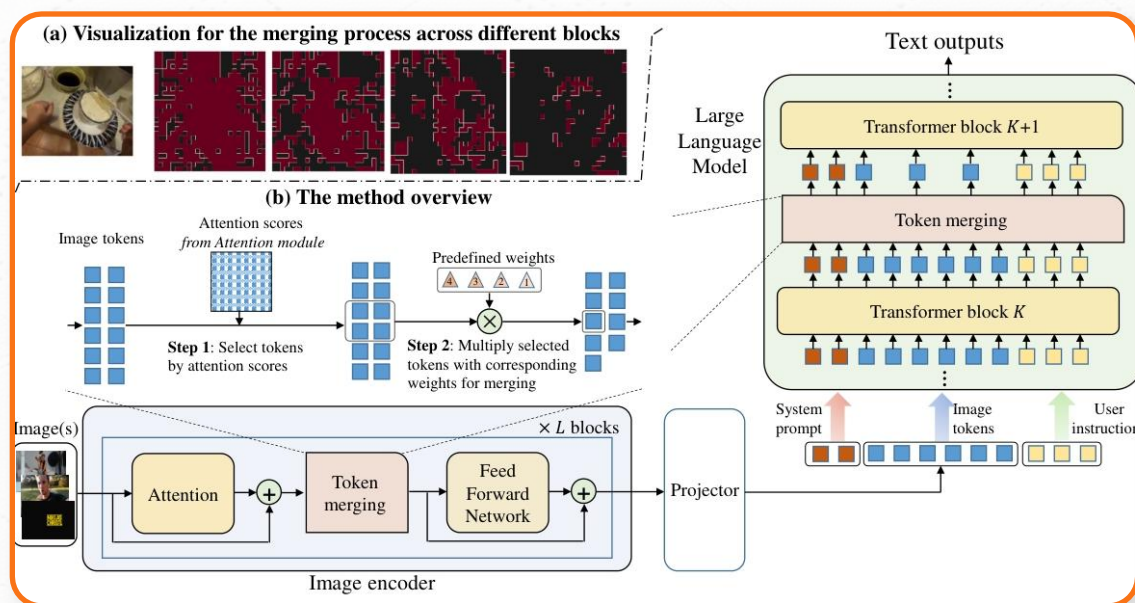 (a) Visualization for the merging process across different blocks
(b) The method overview
Image tokens
Attention scores
from Attention module
Predefined weights
4 3 2 1
Step 1: Select tokens
by attention scores
Step 2: Multiply selected
tokens with corresponding
weights for merging
Image(s)
× L blocks
Attention
Token
merging
Feed
Forward
Network
Image encoder
Projector
Text outputs
Large
Language
Model
Transformer block K+1
Token merging
Transformer block K
System
prompt
Image
tokens
User
instruction